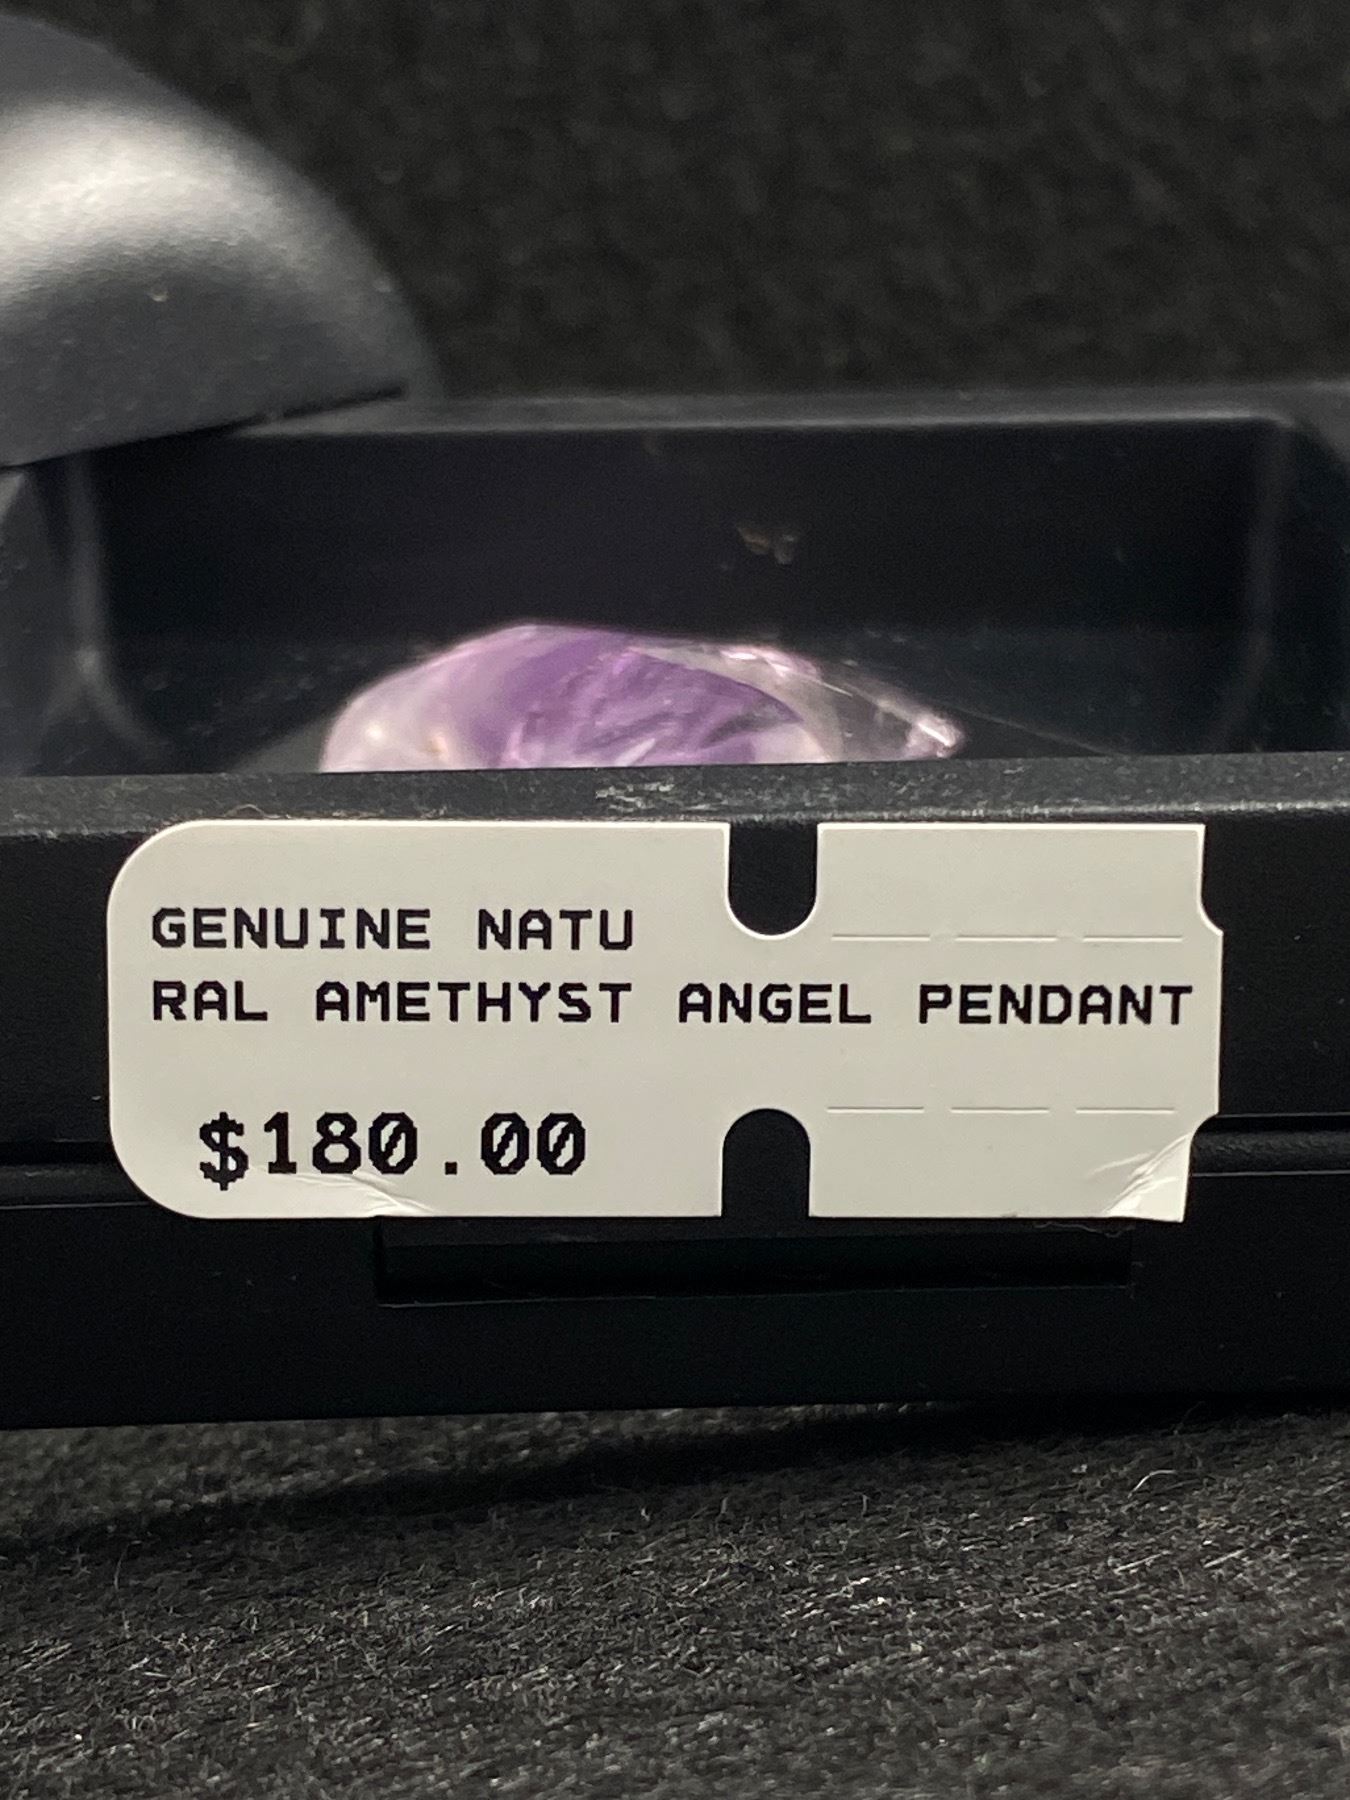 GENUINE NATU
RAL AMETHYST ANGEL PENDANT
$180.00